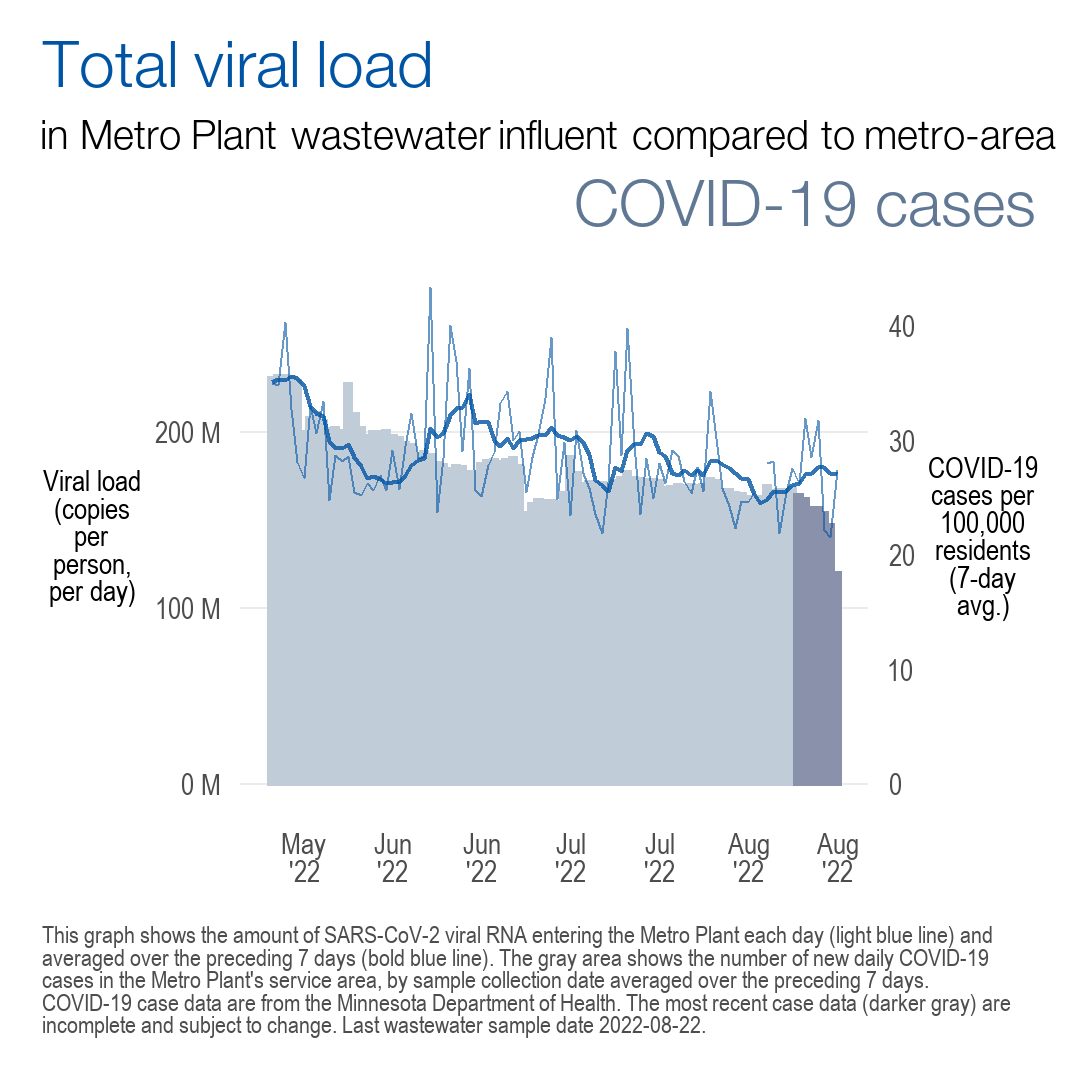 Total viral load
in Metro Plant wastewater influent compared to metro-area
COVID-19 cases
40
200 M
30
Viral load
(copies
per
person,
per day)
COVID-19
cases per
100,000
residents
(7-day
avg.)
20
100 M
10
0 M
0
May
'22
Jun
'22
Jun
'22
Jul
'22
Jul
'22
Aug
'22
Aug
'22
This graph shows the amount of SARS-CoV-2 viral RNA entering the Metro Plant each day (light blue line) and
averaged over the preceding 7 days (bold blue line). The gray area shows the number of new daily COVID-19
cases in the Metro Plant's service area, by sample collection date averaged over the preceding 7 days.
COVID-19 case data are from the Minnesota Department of Health. The most recent case data (darker gray) are
incomplete and subject to change. Last wastewater sample date 2022-08-22.